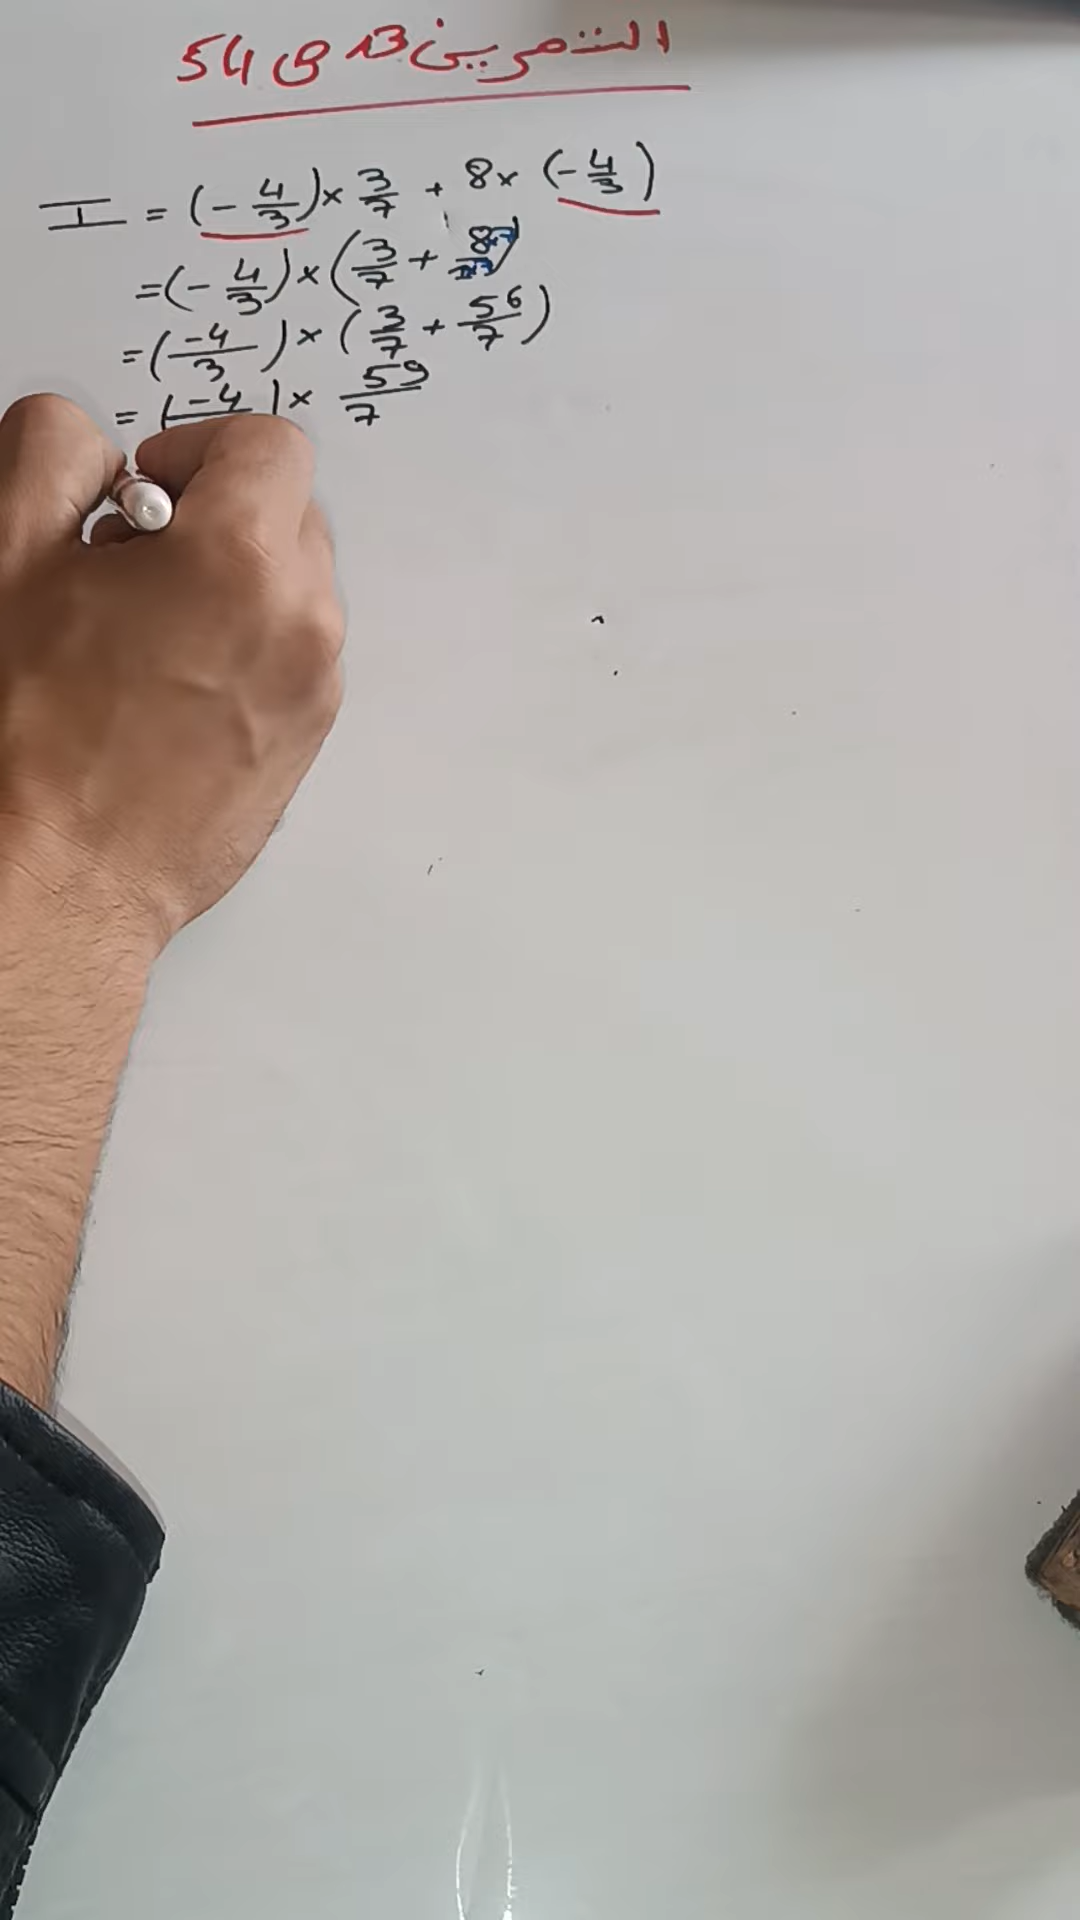 التمرين 13 ص 54
I = (- 4/3) × 3/7 + 8 × (- 4/3)
= (- 4/3) × (3/7 + 8×7/1×7)
= (-4/3) × (3/7 + 56/7)
= (-4 ) × 59/7